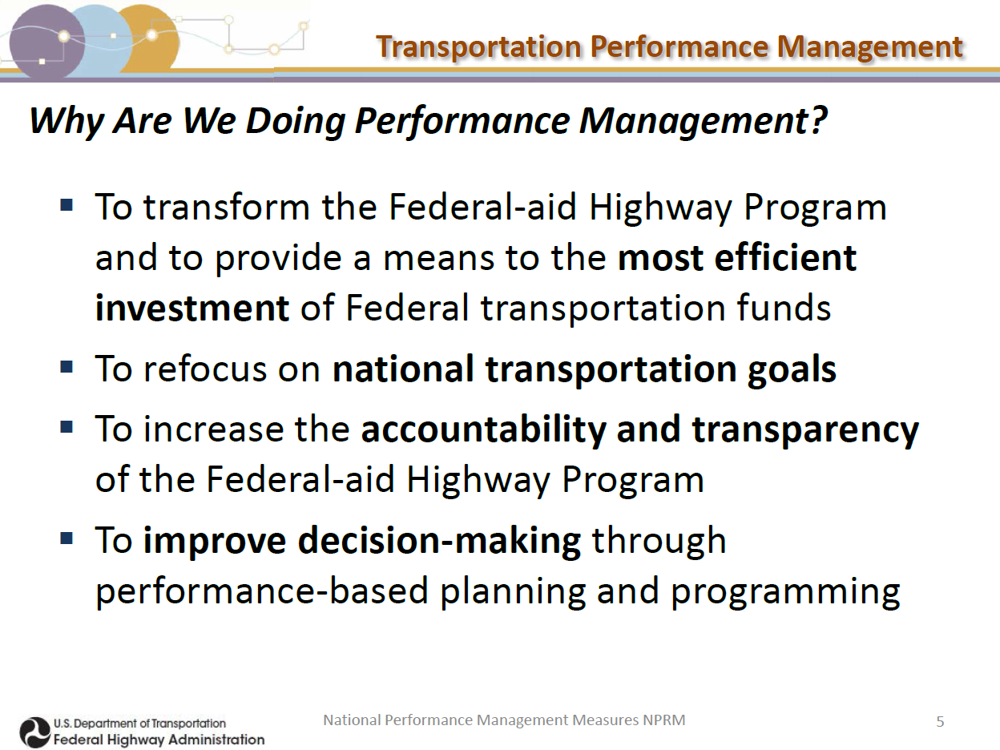 Transportation Performance Management
Why Are We Doing Performance Management?
▪ To transform the Federal-aid Highway Program
and to provide a means to the most efficient
investment of Federal transportation funds
▪ To refocus on national transportation goals
▪ To increase the accountability and transparency
of the Federal-aid Highway Program
▪ To improve decision-making through
performance-based planning and programming
U.S. Department of Transportation
Federal Highway Administration
National Performance Management Measures NPRM
5